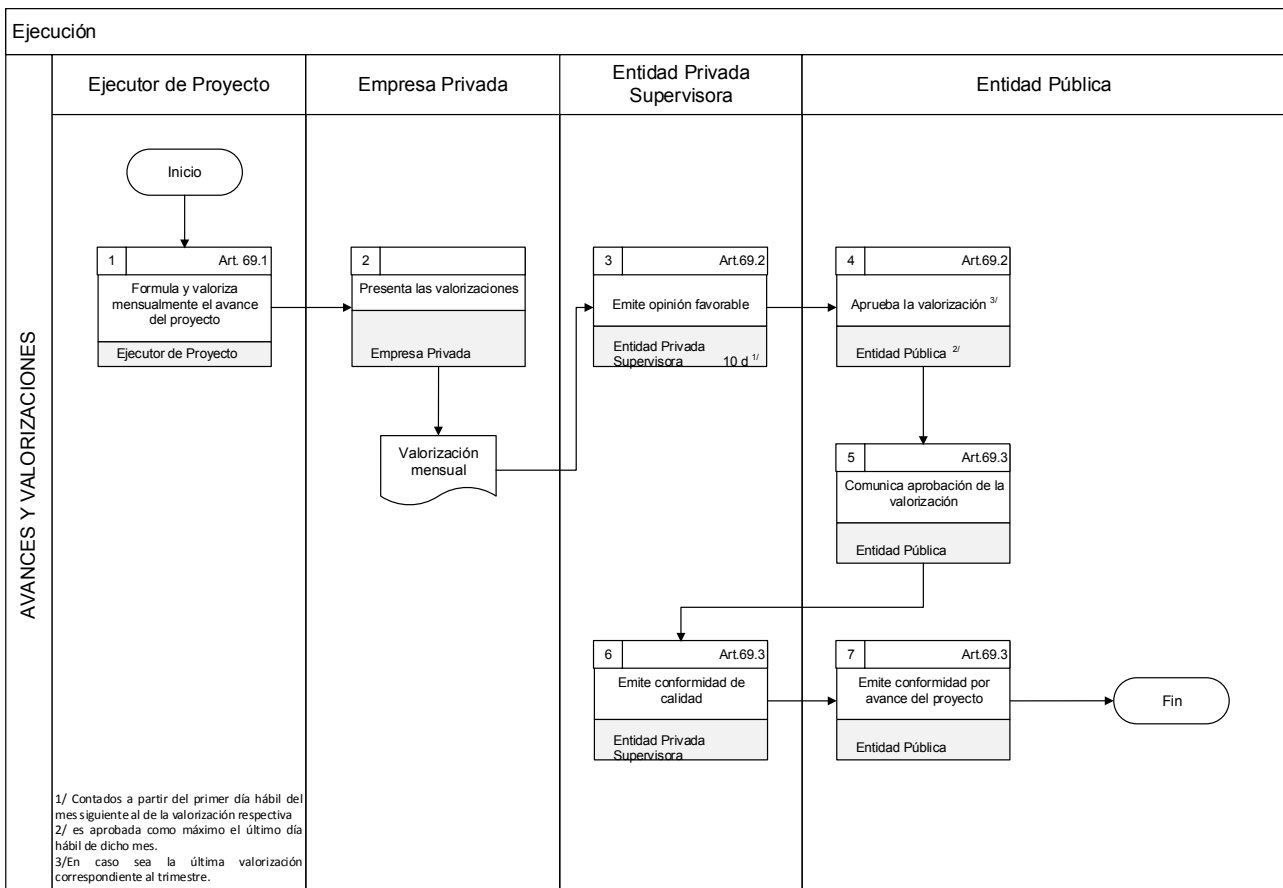 Ejecución
Ejecutor de Proyecto
Empresa Privada
Entidad Privada
Supervisora
Entidad Pública
AVANCES Y VALORIZACIONES
Inicio
1
Art. 69.1
Formula y valoriza
mensualmente el avance
del proyecto
Ejecutor de Proyecto
2
Presenta las valorizaciones
Empresa Privada
Valorización
mensual
3
Art.69.2
Emite opinión favorable
Entidad Privada
Supervisora 10 d 1/
4
Art.69.2
Aprueba la valorización 3/
Entidad Pública 2/
5
Art.69.3
Comunica aprobación de la
valorización
Entidad Pública
6
Art.69.3
Emite conformidad de
calidad
Entidad Privada
Supervisora
7
Art.69.3
Emite conformidad por
avance del proyecto
Entidad Pública
Fin
1/ Contados a partir del primer día hábil del
mes siguiente al de la valorización respectiva
2/ es aprobada como máximo el último día
hábil de dicho mes.
3/En caso sea la última valorización
correspondiente al trimestre.